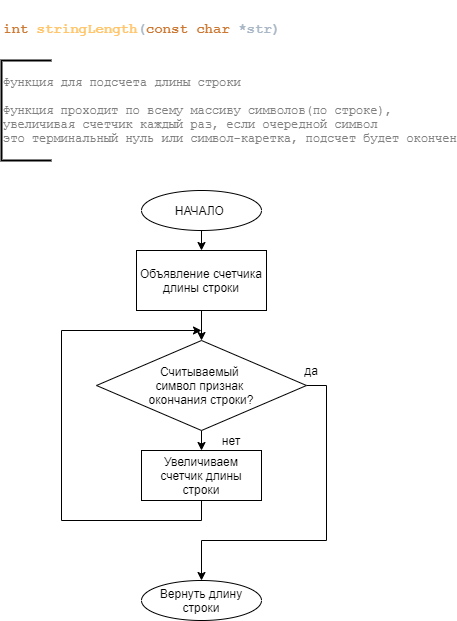 int stringLength(const char *str)
Функция для подсчета длины строки
Функция проходит по всему массиву символов(по строке),
увеличивая счетчик каждый раз, если очередной символ
это терминальный нуль или символ-каретка, подсчет будет окончен
НАЧАЛО
Объявление счетчика
длины строки
Считываемый
символ признак
окончания строки?
да
нет
Увеличиваем
счетчик длины
строки
Вернуть длину
строки